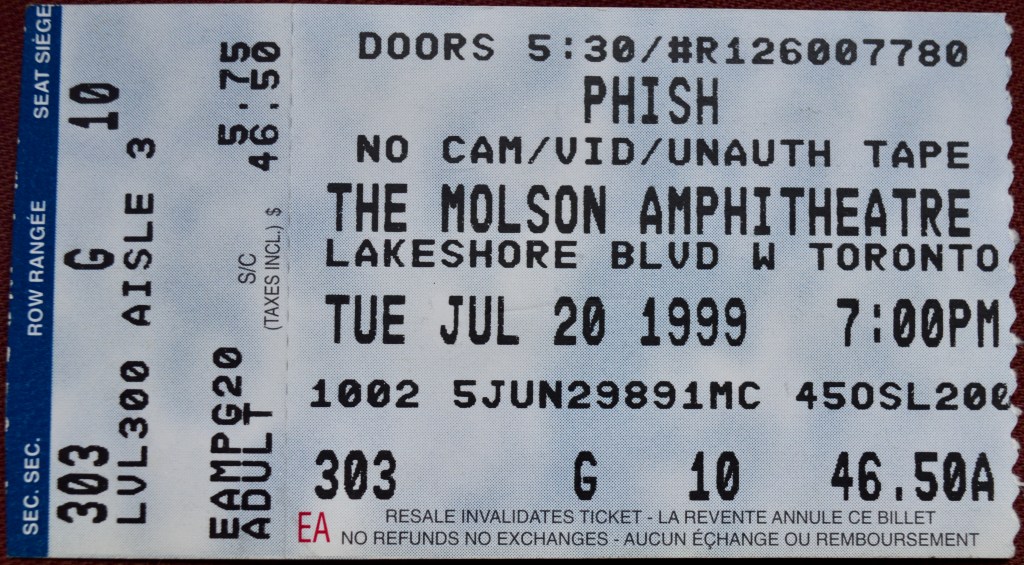 SEAT SIÈGE
ROW RANGÉE
SEC. SEC.
10
G
303
LVL300 AISLE 3
5.75
46.50
S/C
(TAXES INCL) $
EAMPG20
ADULT
DOORS 5:30/#R126007780
PHISH
NO CAM/VID/UNAUTH TAPE
THE MOLSON AMPHITHEATRE
LAKESHORE BLVD W TORONTO
TUE JUL 20 1999 7:00PM
1002 5JUN29891MC 450SL200
303 G 10 46.50A
EA
RESALE INVALIDATES TICKET - LA REVENTE ANNULE CE BILLET
NO REFUNDS NO EXCHANGES - AUCUN ÉÇHANGE OU REMBOURSEMENT